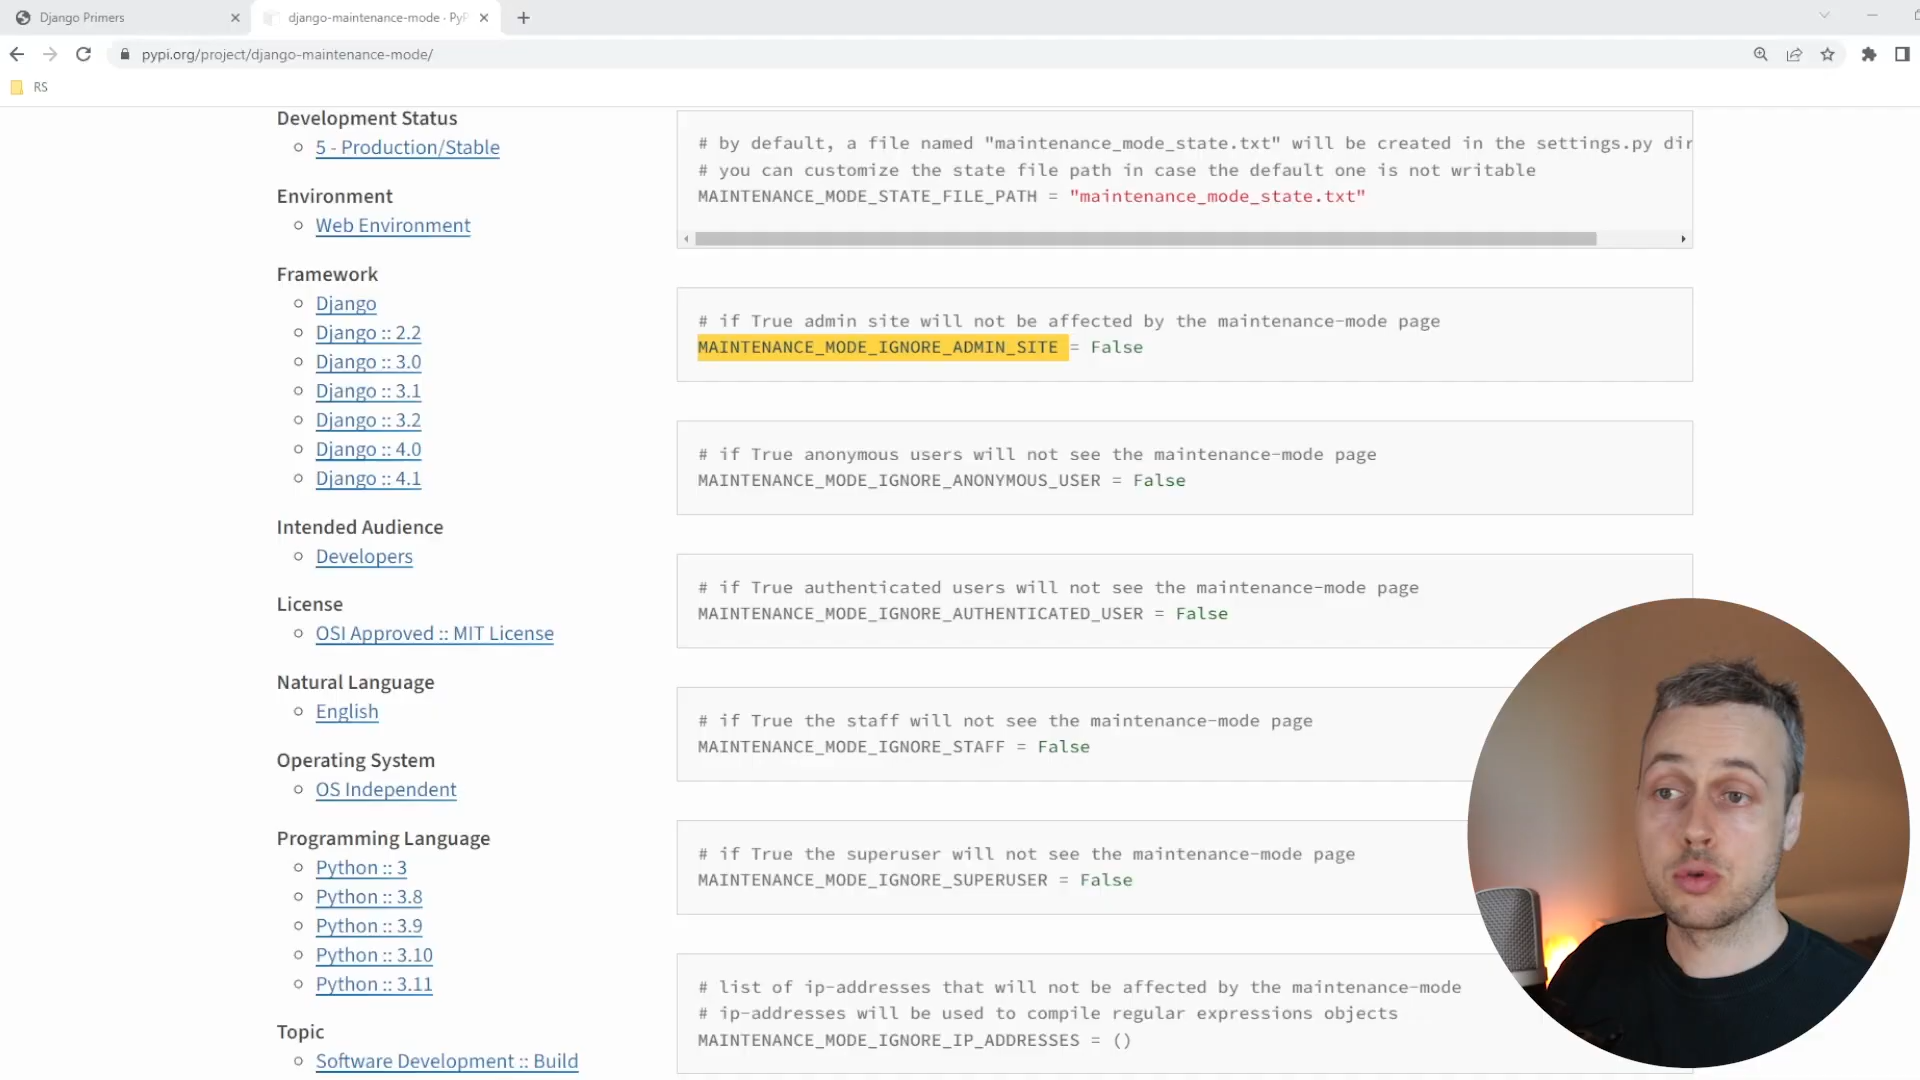 Django Primers
django-maintenance-mode · PyP
pypi.org/project/django-maintenance-mode/
RS
Development Status
5 - Production/Stable
Environment
Web Environment
Framework
Django
Django :: 2.2
Django :: 3.0
Django :: 3.1
Django :: 3.2
Django :: 4.0
Django :: 4.1
Intended Audience
Developers
License
OSI Approved :: MIT License
Natural Language
English
Operating System
OS Independent
Programming Language
Python :: 3
Python :: 3.8
Python :: 3.9
Python :: 3.10
Python :: 3.11
Topic
Software Development :: Build
# by default, a file named "maintenance_mode_state.txt" will be created in the settings.py dir
# you can customize the state file path in case the default one is not writable
MAINTENANCE_MODE_STATE_FILE_PATH = "maintenance_mode_state.txt"
# if True admin site will not be affected by the maintenance-mode page
MAINTENANCE_MODE_IGNORE_ADMIN_SITE = False
# if True anonymous users will not see the maintenance-mode page
MAINTENANCE_MODE_IGNORE_ANONYMOUS_USER = False
# if True authenticated users will not see the maintenance-mode page
MAINTENANCE_MODE_IGNORE_AUTHENTICATED_USER = False
# if True the staff will not see the maintenance-mode page
MAINTENANCE_MODE_IGNORE_STAFF = False
# if True the superuser will not see the maintenance-mode page
MAINTENANCE_MODE_IGNORE_SUPERUSER = False
# list of ip-addresses that will not be affected by the maintenance-mode
# ip-addresses will be used to compile regular expressions objects
MAINTENANCE_MODE_IGNORE_IP_ADDRESSES = ()